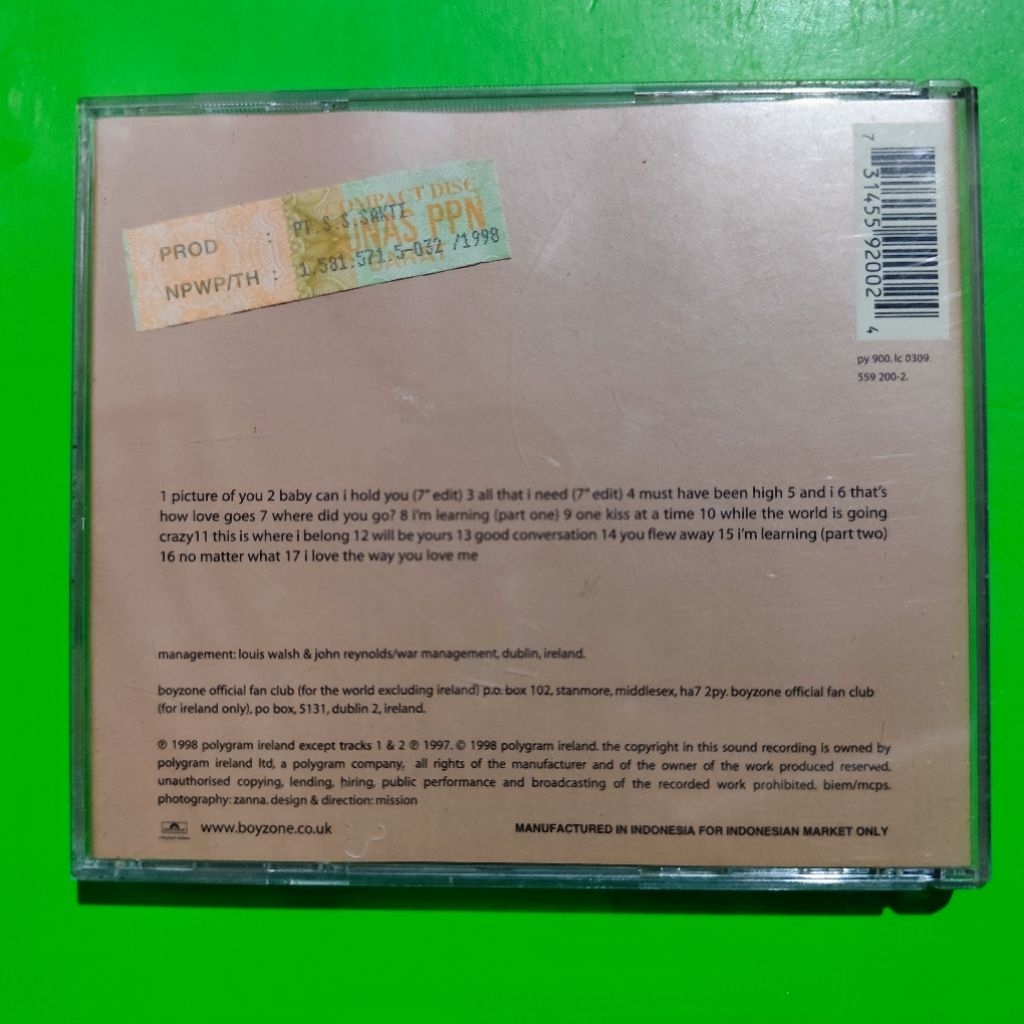 COMPACT DISC
PROD : PT.S.S.SAKTI
LUNAS PPN
NPWP/TH : 1.581.571.5-032 /1998
7 31455 92002 4
py 900. lc 0309.
559 200-2.
1 picture of you 2 baby can i hold you (7" edit) 3 all that i need (7" edit) 4 must have been high 5 and i 6 that's
how love goes 7 where did you go? 8 i'm learning (part one) 9 one kiss at a time 10 while the world is going
crazy11 this is where i belong 12 will be yours 13 good conversation 14 you flew away 15 i'm learning (part two)
16 no matter what 17 i love the way you love me
management: louis walsh & john reynolds/war management, dublin, ireland.
boyzone official fan club (for the world excluding ireland) p.o. box 102, stanmore, middlesex, ha7 2py. boyzone official fan club
(for ireland only), po box, 5131, dublin 2, ireland.
℗ 1998 polygram ireland except tracks 1 & 2 ℗ 1997. © 1998 polygram ireland. the copyright in this sound recording is owned by
polygram ireland ltd, a polygram company. all rights of the manufacturer and of the owner of the work produced reserved.
unauthorised copying, lending, hiring, public performance and broadcasting of the recorded work prohibited. biem/mcps.
photography: zanna. design & direction: mission
www.boyzone.co.uk
MANUFACTURED IN INDONESIA FOR INDONESIAN MARKET ONLY